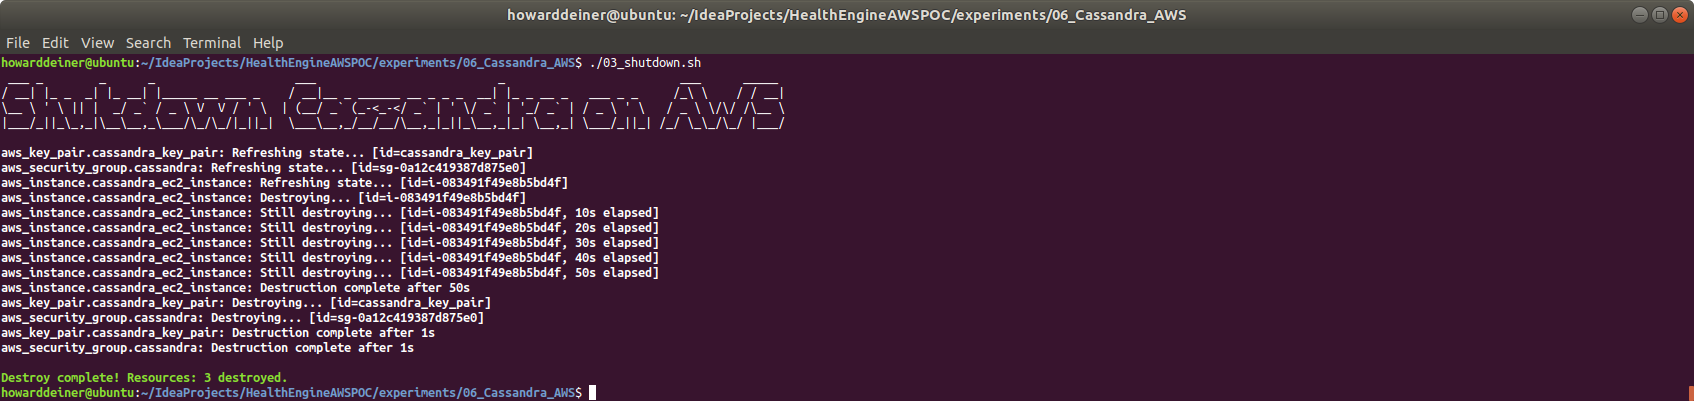 howarddeiner@ubuntu: ~/IdeaProjects/HealthEngineAWSPOC/experiments/06_Cassandra_AWS
File Edit View Search Terminal Help
howarddeiner@ubuntu:~/IdeaProjects/HealthEngineAWSPOC/experiments/06_Cassandra_AWS$ ./03_shutdown.sh
Shutdown Cassandra on AWS
aws_key_pair.cassandra_key_pair: Refreshing state... [id=cassandra_key_pair]
aws_security_group.cassandra: Refreshing state... [id=sg-0a12c419387d875e0]
aws_instance.cassandra_ec2_instance: Refreshing state... [id=i-083491f49e8b5bd4f]
aws_instance.cassandra_ec2_instance: Destroying... [id=i-083491f49e8b5bd4f]
aws_instance.cassandra_ec2_instance: Still destroying... [id=i-083491f49e8b5bd4f, 10s elapsed]
aws_instance.cassandra_ec2_instance: Still destroying... [id=i-083491f49e8b5bd4f, 20s elapsed]
aws_instance.cassandra_ec2_instance: Still destroying... [id=i-083491f49e8b5bd4f, 30s elapsed]
aws_instance.cassandra_ec2_instance: Still destroying... [id=i-083491f49e8b5bd4f, 40s elapsed]
aws_instance.cassandra_ec2_instance: Still destroying... [id=i-083491f49e8b5bd4f, 50s elapsed]
aws_instance.cassandra_ec2_instance: Destruction complete after 50s
aws_key_pair.cassandra_key_pair: Destroying... [id=cassandra_key_pair]
aws_security_group.cassandra: Destroying... [id=sg-0a12c419387d875e0]
aws_key_pair.cassandra_key_pair: Destruction complete after 1s
aws_security_group.cassandra: Destruction complete after 1s
Destroy complete! Resources: 3 destroyed.
howarddeiner@ubuntu:~/IdeaProjects/HealthEngineAWSPOC/experiments/06_Cassandra_AWS$